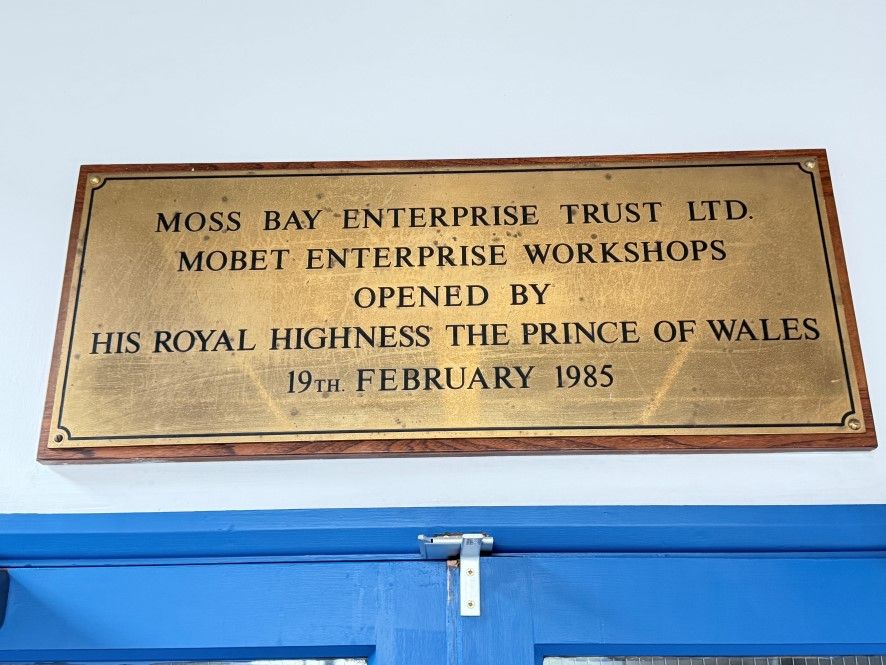 MOSS BAY ENTERPRISE TRUST LTD.
MOBET ENTERPRISE WORKSHOPS
OPENED BY
HIS ROYAL HIGHNESS THE PRINCE OF WALES
19TH. FEBRUARY 1985